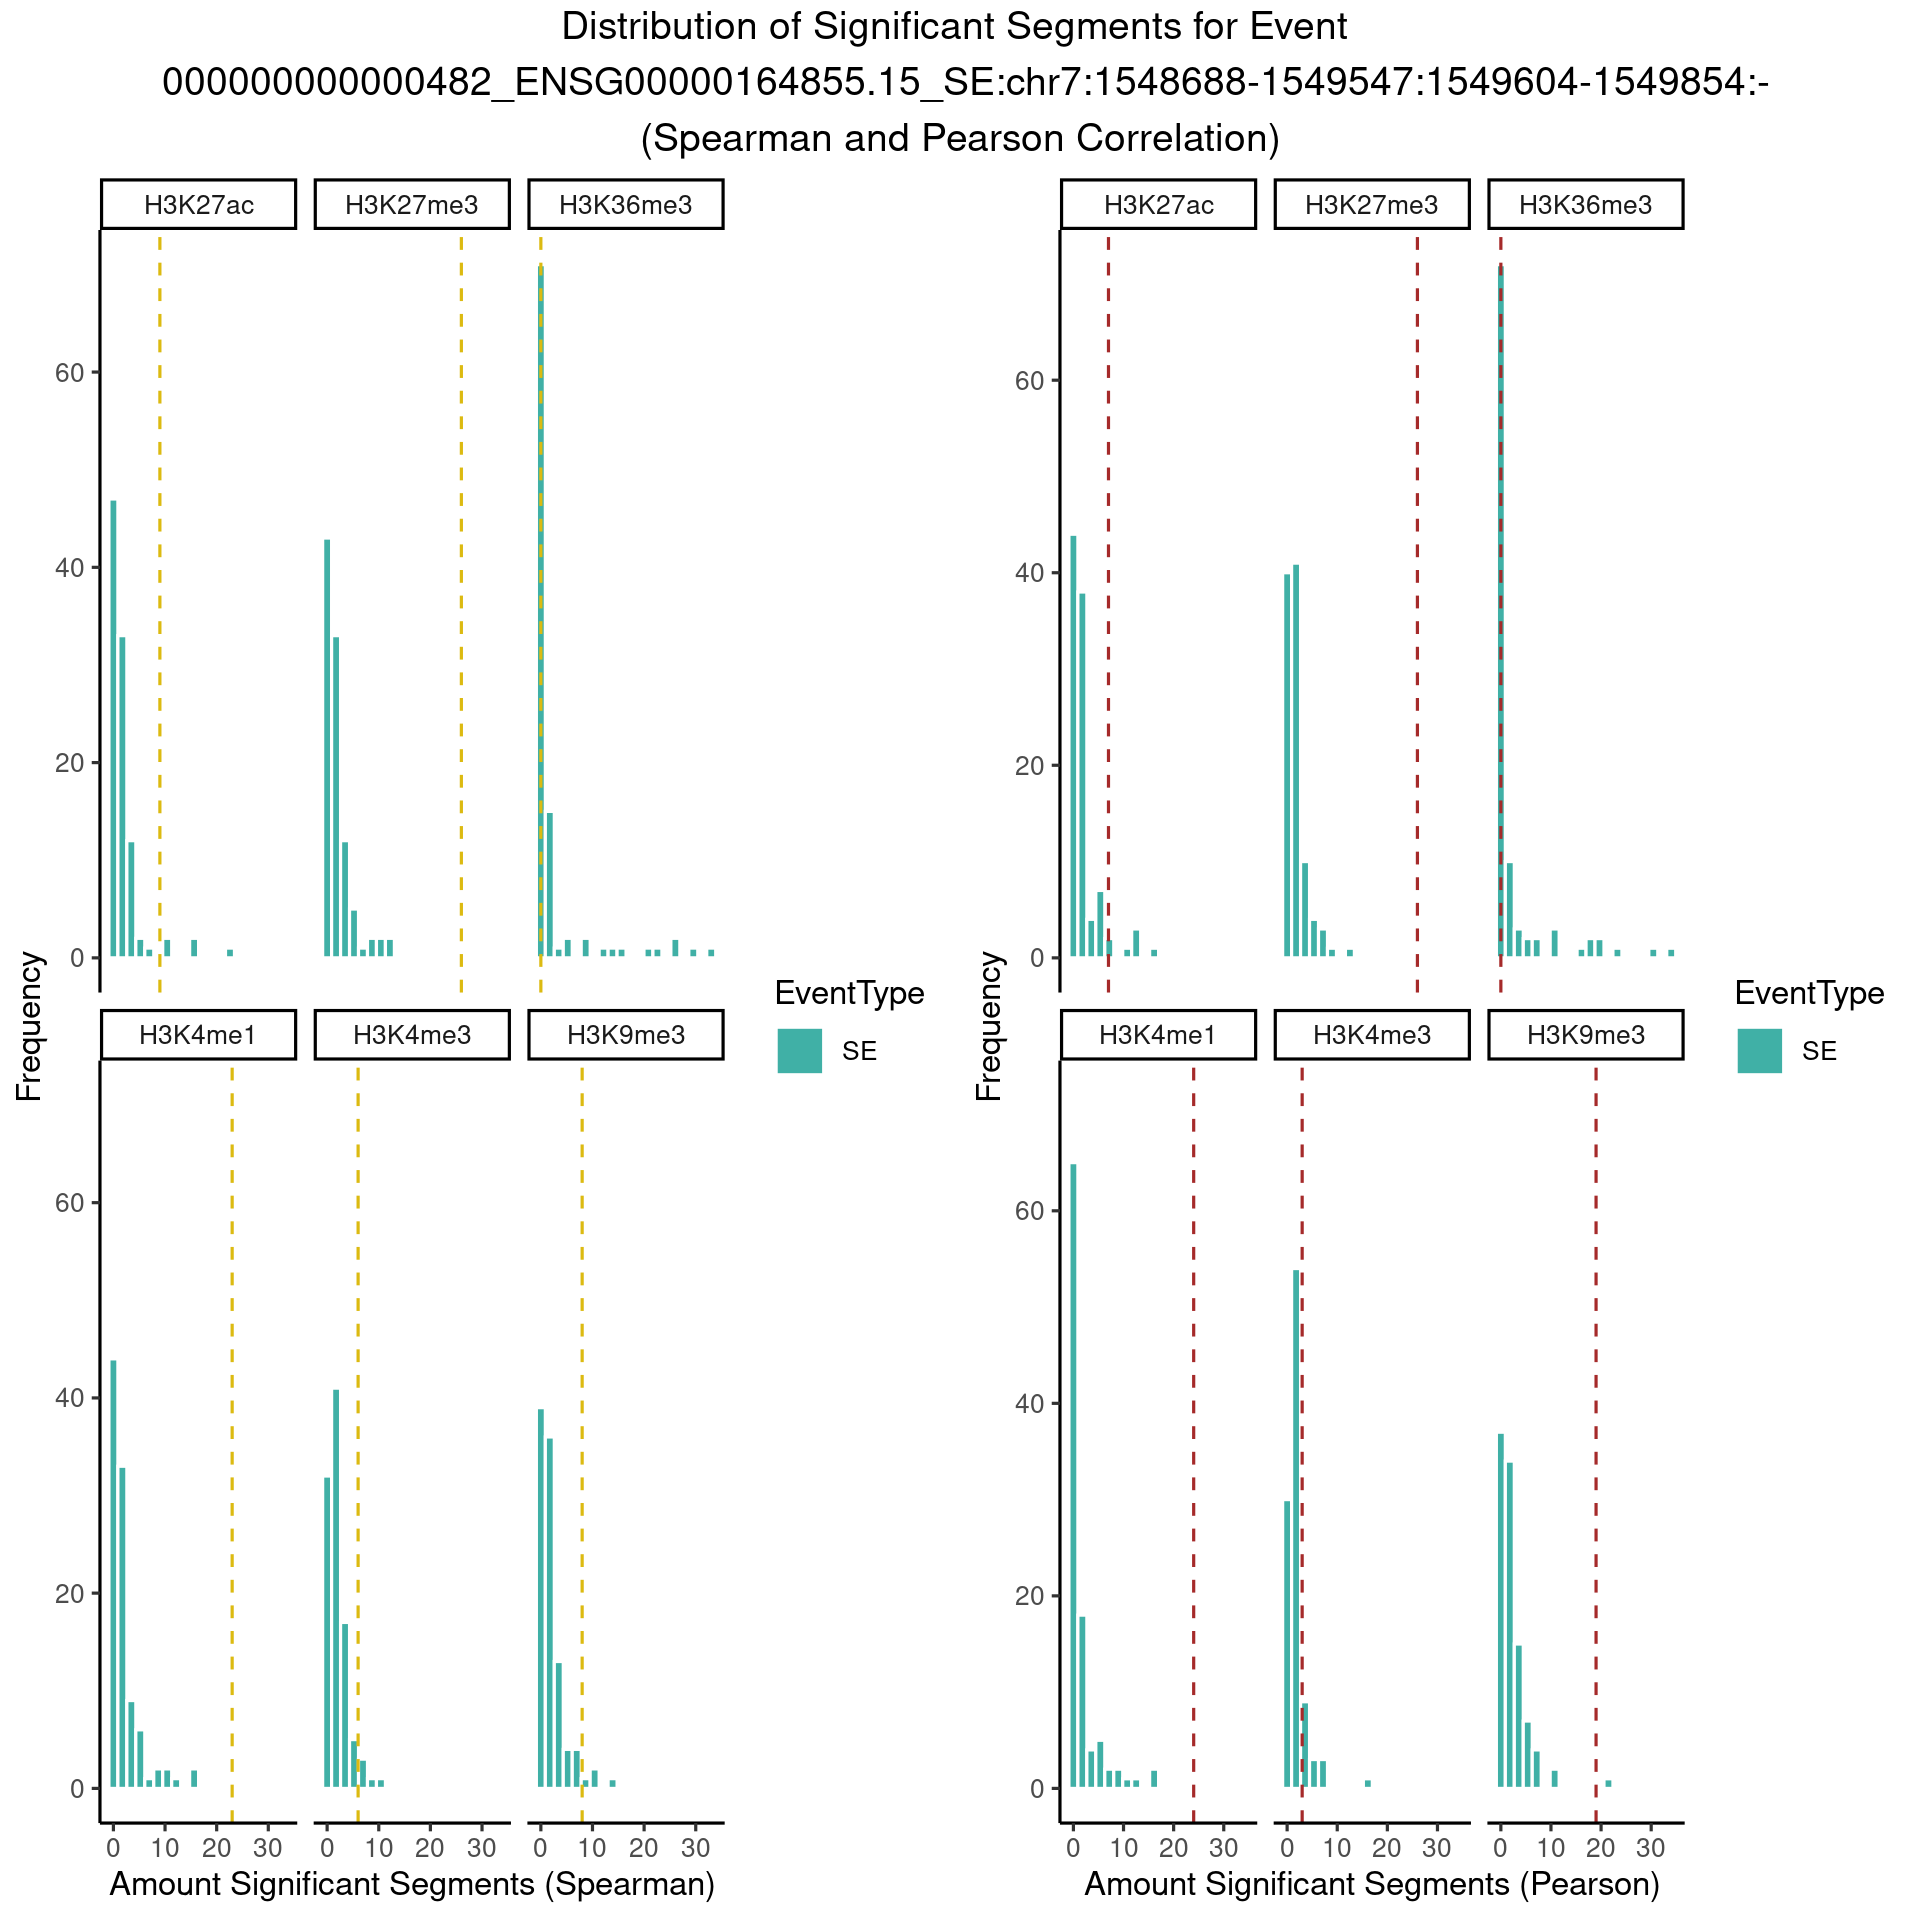 Distribution of Significant Segments for Event
000000000000482_ENSG00000164855.15_SE:chr7:1548688-1549547:1549604-1549854:-
(Spearman and Pearson Correlation)
H3K27ac H3K27me3 H3K36me3
60
40
20
0
H3K4me1 H3K4me3 H3K9me3
60
40
20
0
0 10 20 30 0 10 20 30 0 10 20 30
Frequency
Amount Significant Segments (Spearman)
EventType
SE
H3K27ac H3K27me3 H3K36me3
60
40
20
0
H3K4me1 H3K4me3 H3K9me3
60
40
20
0
0 10 20 30 0 10 20 30 0 10 20 30
Frequency
Amount Significant Segments (Pearson)
EventType
SE